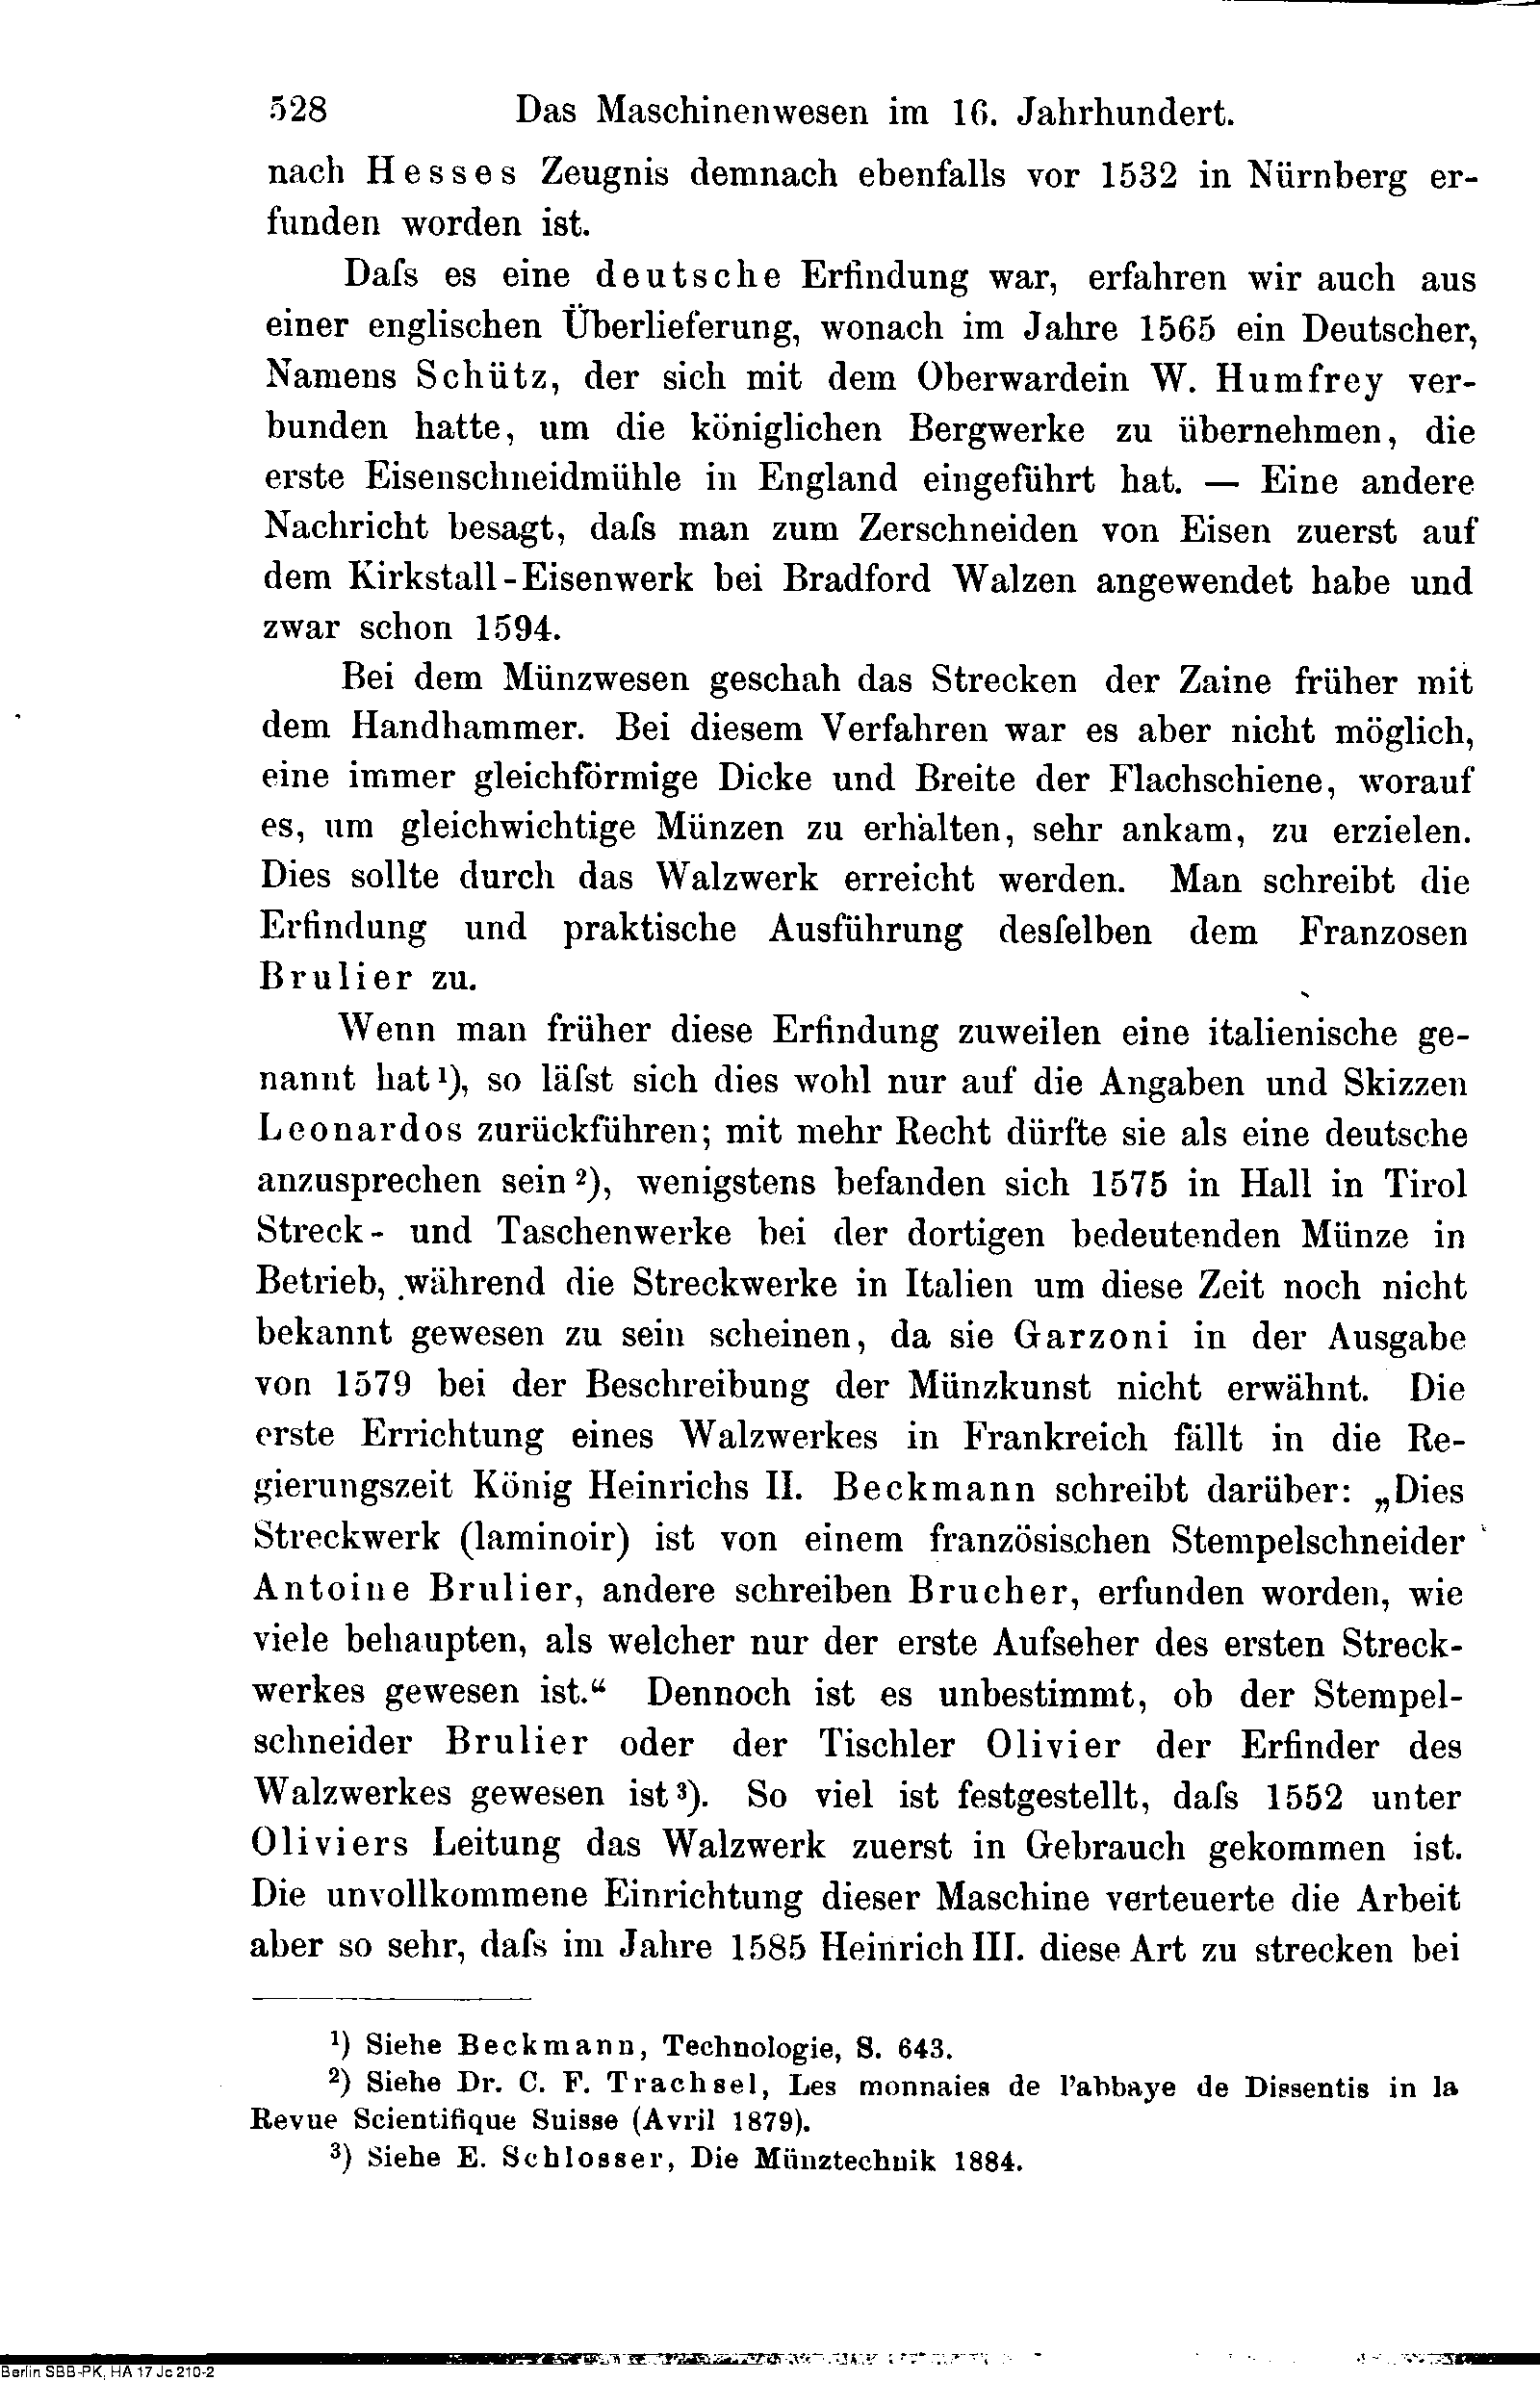 528 Das Maschinenwesen im 16. Jahrhundert.
nach Hesses Zeugnis demnach ebenfalls vor 1532 in Nürnberg er-
funden worden ist.
Daſs es eine deutsche Erfindung war, erfahren wir auch aus
einer englischen Überlieferung, wonach im Jahre 1565 ein Deutscher,
Namens Schütz, der sich mit dem Oberwardein W. Humfrey ver-
bunden hatte, um die königlichen Bergwerke zu übernehmen, die
erste Eisenschneidmühle in England eingeführt hat. — Eine andere
Nachricht besagt, daſs man zum Zerschneiden von Eisen zuerst auf
dem Kirkstall-Eisenwerk bei Bradford Walzen angewendet habe und
zwar schon 1594.
Bei dem Münzwesen geschah das Strecken der Zaine früher mit
dem Handhammer. Bei diesem Verfahren war es aber nicht möglich,
eine immer gleichförmige Dicke und Breite der Flachschiene, worauf
es, um gleichwichtige Münzen zu erhalten, sehr ankam, zu erzielen.
Dies sollte durch das Walzwerk erreicht werden. Man schreibt die
Erfindung und praktische Ausführung desſelben dem Franzosen
Brulier zu.
Wenn man früher diese Erfindung zuweilen eine italienische ge-
nannt hat¹), so läſst sich dies wohl nur auf die Angaben und Skizzen
Leonardos zurückführen; mit mehr Recht dürfte sie als eine deutsche
anzusprechen sein²), wenigstens befanden sich 1575 in Hall in Tirol
Streck- und Taschenwerke bei der dortigen bedeutenden Münze in
Betrieb, während die Streckwerke in Italien um diese Zeit noch nicht
bekannt gewesen zu sein scheinen, da sie Garzoni in der Ausgabe
von 1579 bei der Beschreibung der Münzkunst nicht erwähnt. Die
erste Errichtung eines Walzwerkes in Frankreich fällt in die Re-
gierungszeit König Heinrichs II. Beckmann schreibt darüber: „Dies
Streckwerk (laminoir) ist von einem französischen Stempelschneider
Antoine Brulier, andere schreiben Brucher, erfunden worden, wie
viele behaupten, als welcher nur der erste Aufseher des ersten Streck-
werkes gewesen ist.“ Dennoch ist es unbestimmt, ob der Stempel-
schneider Brulier oder der Tischler Olivier der Erfinder des
Walzwerkes gewesen ist³). So viel ist festgestellt, daſs 1552 unter
Oliviers Leitung das Walzwerk zuerst in Gebrauch gekommen ist.
Die unvollkommene Einrichtung dieser Maschine verteuerte die Arbeit
aber so sehr, daſs im Jahre 1585 Heinrich III. diese Art zu strecken bei
¹) Siehe Beckmann, Technologie, S. 643.
²) Siehe Dr. C. F. Trachsel, Les monnaies de l'abbaye de Dissentis in la
Revue Scientifique Suisse (Avril 1879).
³) Siehe E. Schlosser, Die Münztechnik 1884.
Berlin SBB-PK, HA 17 Jc 210-2